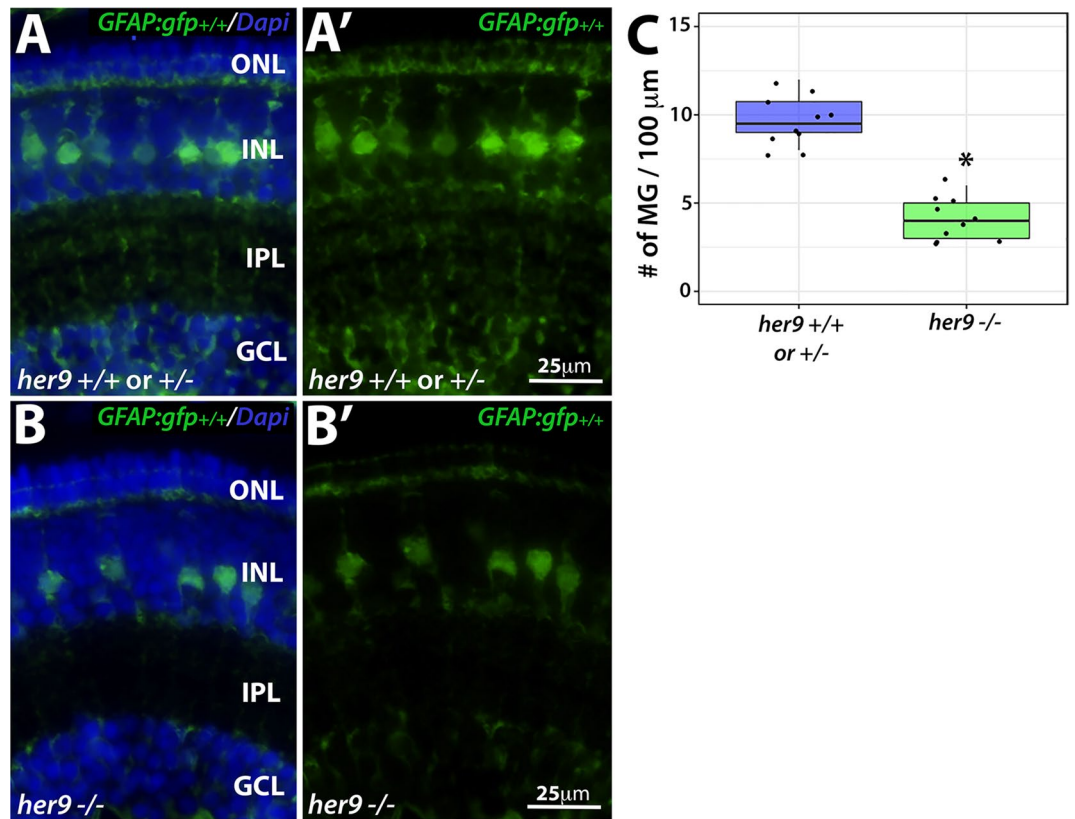 A
GFAP:gfp+/+/Dapi
ONL
INL
IPL
GCL
her9 +/+ or +/-
A′
GFAP:gfp+/+
25μm
her9 +/+ or +/-
B
GFAP:gfp+/+/Dapi
ONL
INL
IPL
GCL
her9 -/-
B′
GFAP:gfp+/+
25μm
her9 -/-
C
# of MG / 100 μm
15
10
5
0
*
her9 +/+
or +/-
her9 -/-